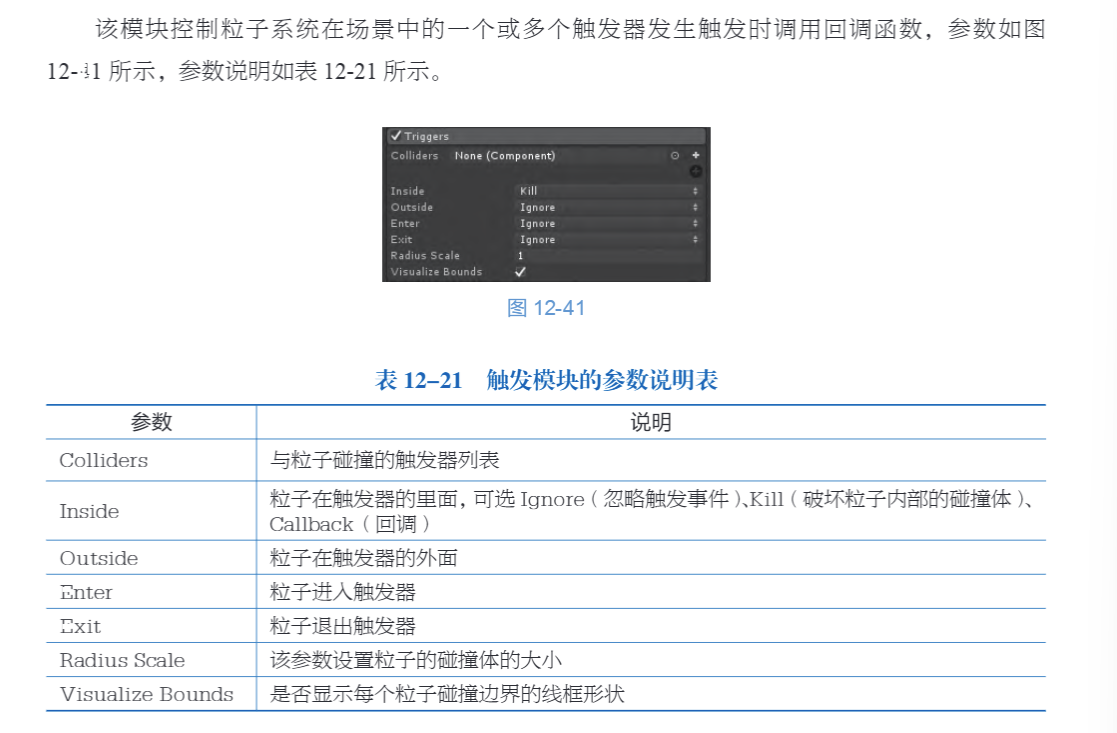 该模块控制粒子系统在场景中的一个或多个触发器发生触发时调用回调函数，参数如图
12-41 所示，参数说明如表 12-21 所示。
Triggers
Colliders None (Component)
Inside Kill
Outside Ignore
Enter Ignore
Exit Ignore
Radius Scale 1
Visualize Bounds
图 12-41
表 12-21 触发模块的参数说明表
参数 说明
Colliders 与粒子碰撞的触发器列表
Inside 粒子在触发器的里面，可选 Ignore（忽略触发事件）、Kill（破坏粒子内部的碰撞体）、
Callback（回调）
Outside 粒子在触发器的外面
Enter 粒子进入触发器
Exit 粒子退出触发器
Radius Scale 该参数设置粒子的碰撞体的大小
Visualize Bounds 是否显示每个粒子碰撞边界的线框形状